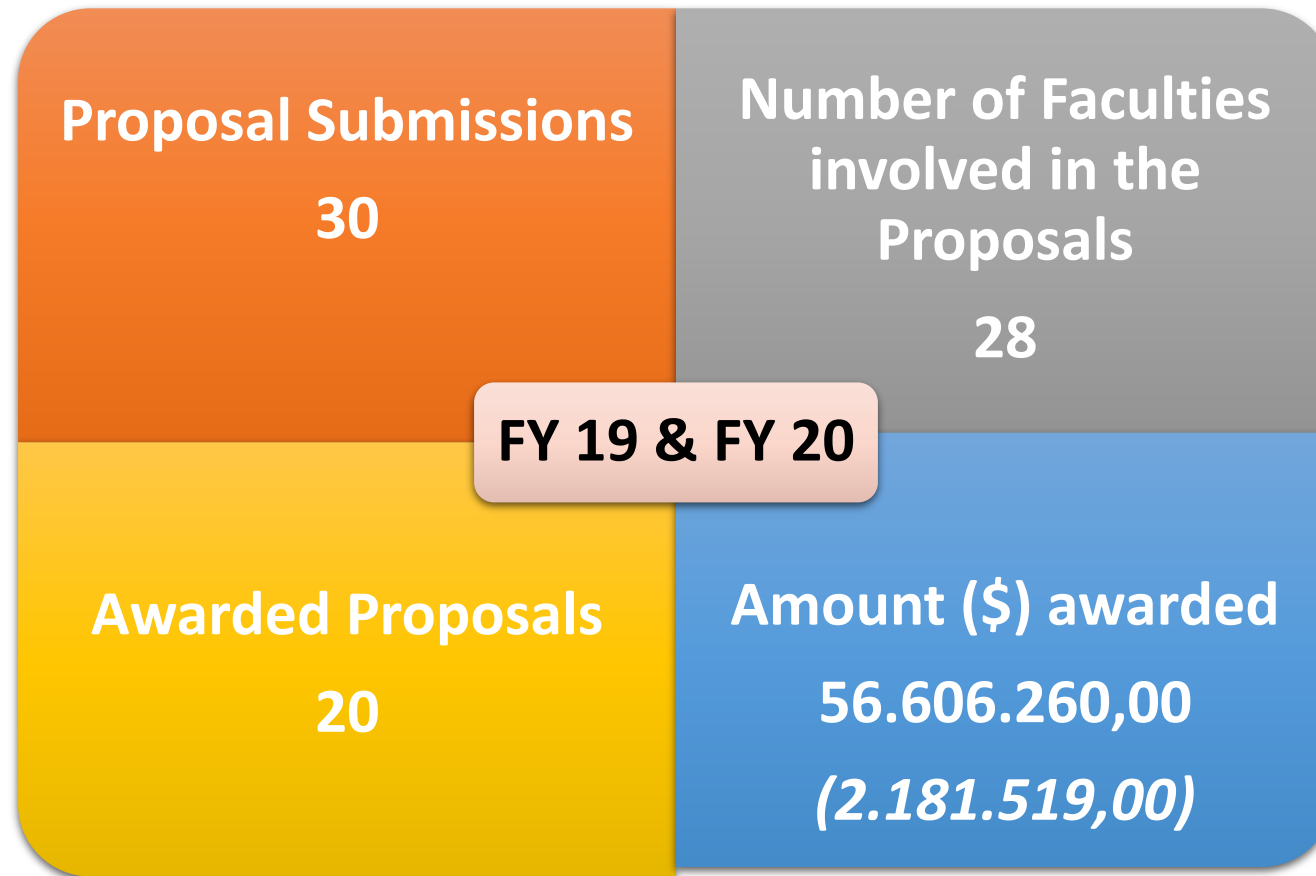 Proposal Submissions
30
Number of Faculties
involved in the
Proposals
28
FY 19 & FY 20
Awarded Proposals
20
Amount ($) awarded
56.606.260,00
(2.181.519,00)